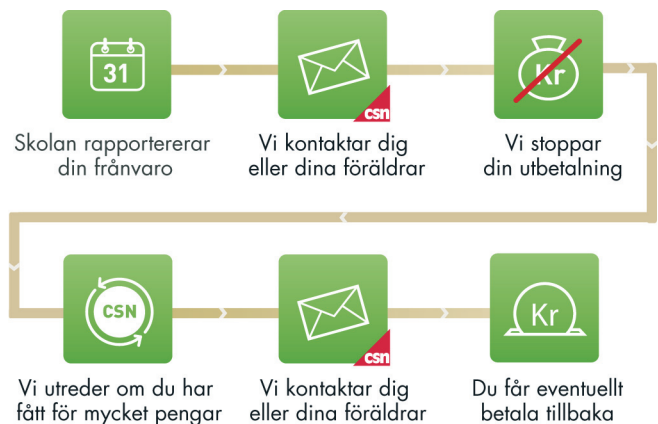 31
Skolan rapportererar
din frånvaro
csn
Vi kontaktar dig
eller dina föräldrar
Kr
Vi stoppar
din utbetalning
CSN
Vi utreder om du har
fått för mycket pengar
csn
Vi kontaktar dig
eller dina föräldrar
Kr
Du får eventuellt
betala tillbaka